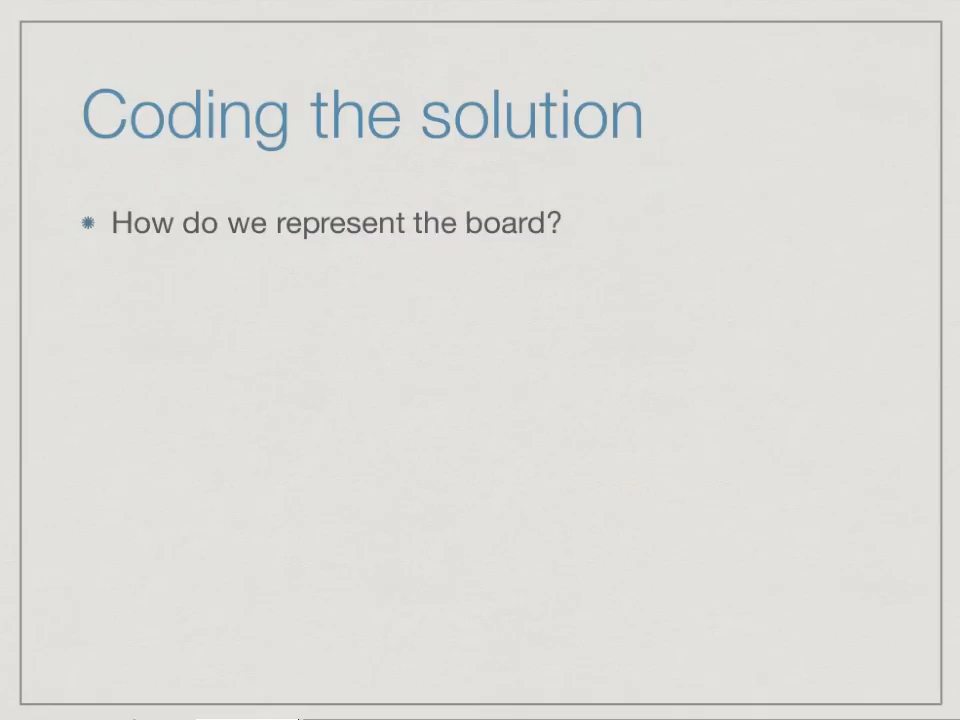 Coding the solution
How do we represent the board?